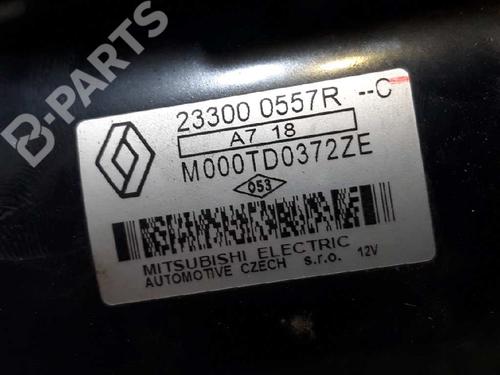 B-PARTS
23300 0557R --C
A7 18
M000TD0372ZE
053
MITSUBISHI ELECTRIC
AUTOMOTIVE CZECH s.r.o. 12V